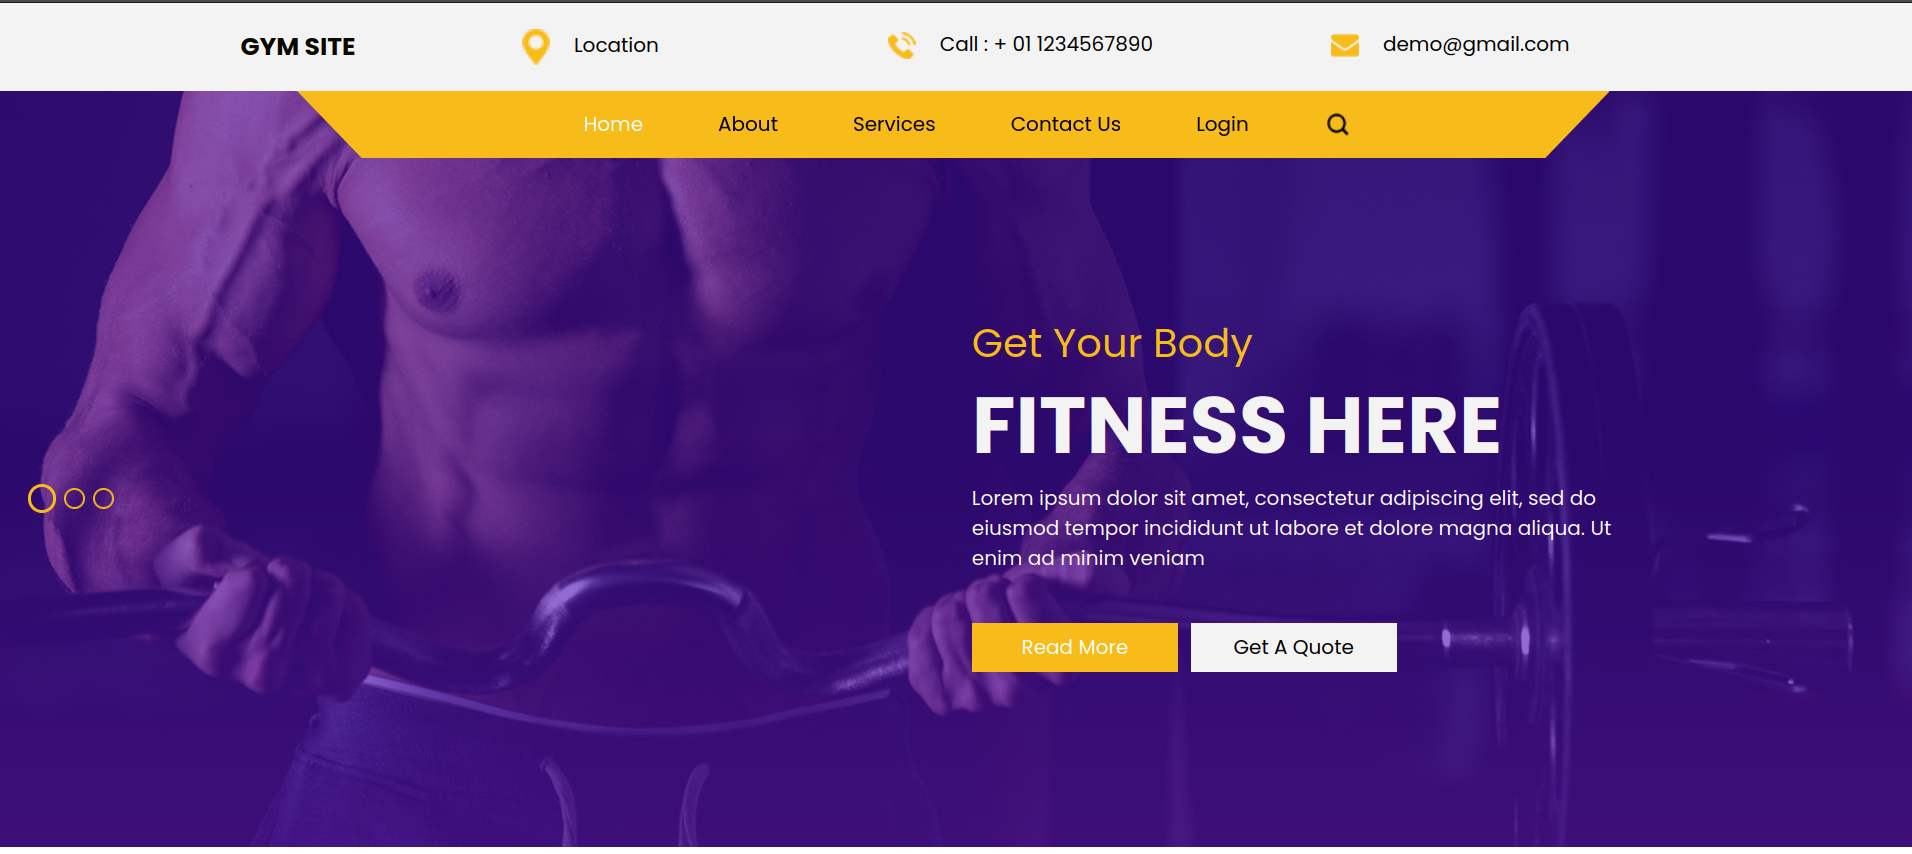 GYM SITE
Location
Call : + 01 1234567890
demo@gmail.com
Home
About
Services
Contact Us
Login
Get Your Body
FITNESS HERE
Lorem ipsum dolor sit amet, consectetur adipiscing elit, sed do
eiusmod tempor incididunt ut labore et dolore magna aliqua. Ut
enim ad minim veniam
Read More
Get A Quote